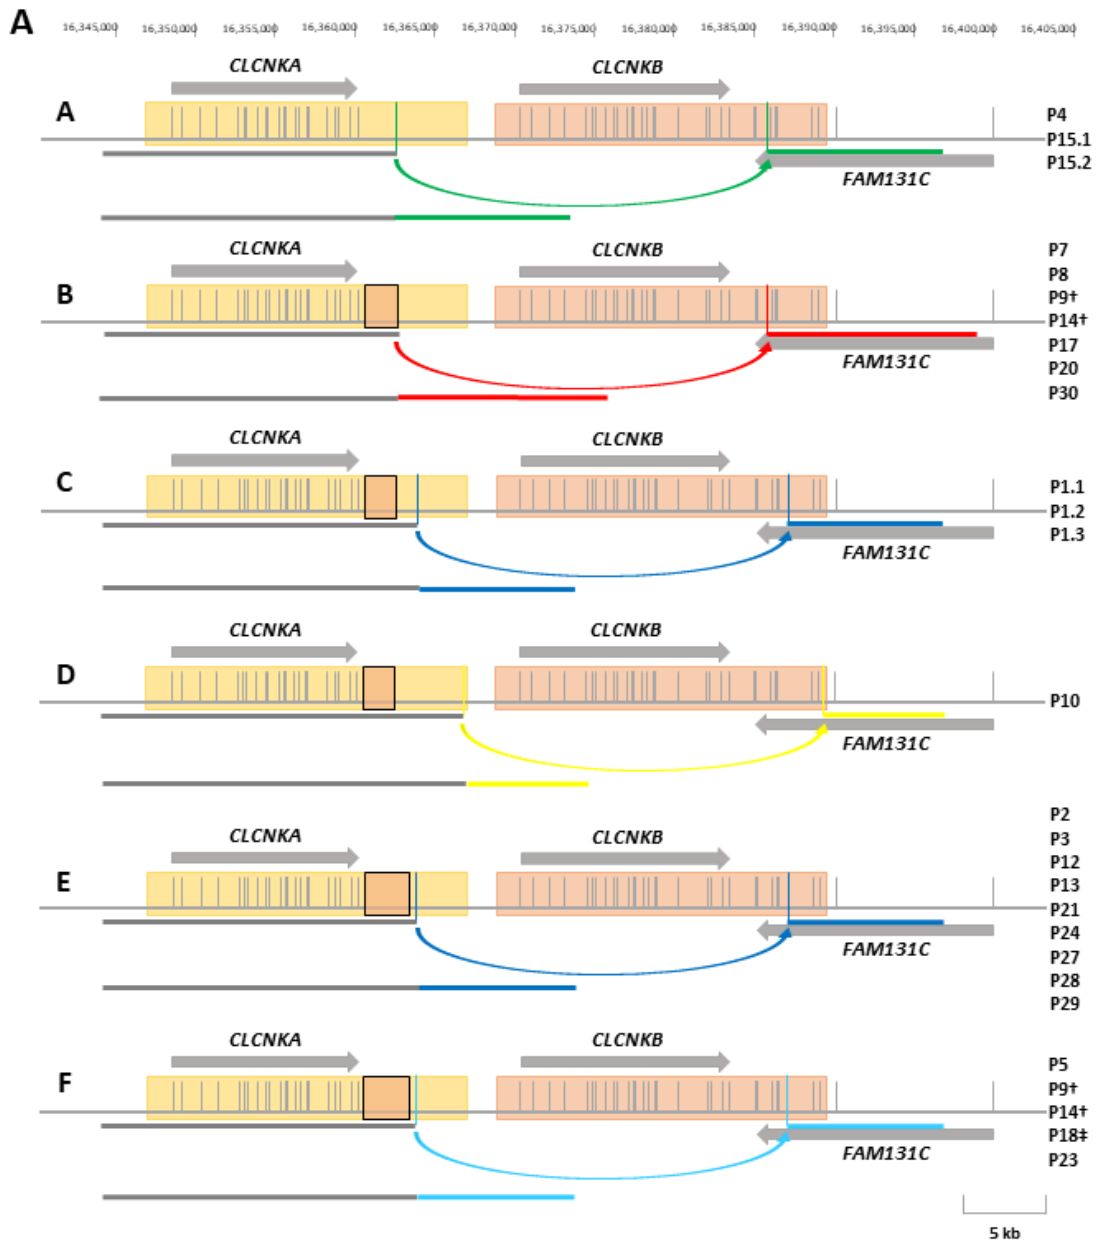 A
16,345,000 16,350,000 16,355,000 16,360,000 16,365,000 16,370,000 16,375,000 16,380,000 16,385,000 16,390,000 16,395,000 16,400,000 16,405,000
CLCNKA CLCNKB
A
P4
P15.1
P15.2
FAM131C
CLCNKA CLCNKB
B
P7
P8
P9†
P14†
P17
P20
P30
FAM131C
CLCNKA CLCNKB
C
P1.1
P1.2
P1.3
FAM131C
CLCNKA CLCNKB
D
P10
FAM131C
CLCNKA CLCNKB
E
P2
P3
P12
P13
P21
P24
P27
P28
P29
FAM131C
CLCNKA CLCNKB
F
P5
P9†
P14†
P18‡
P23
FAM131C
5 kb